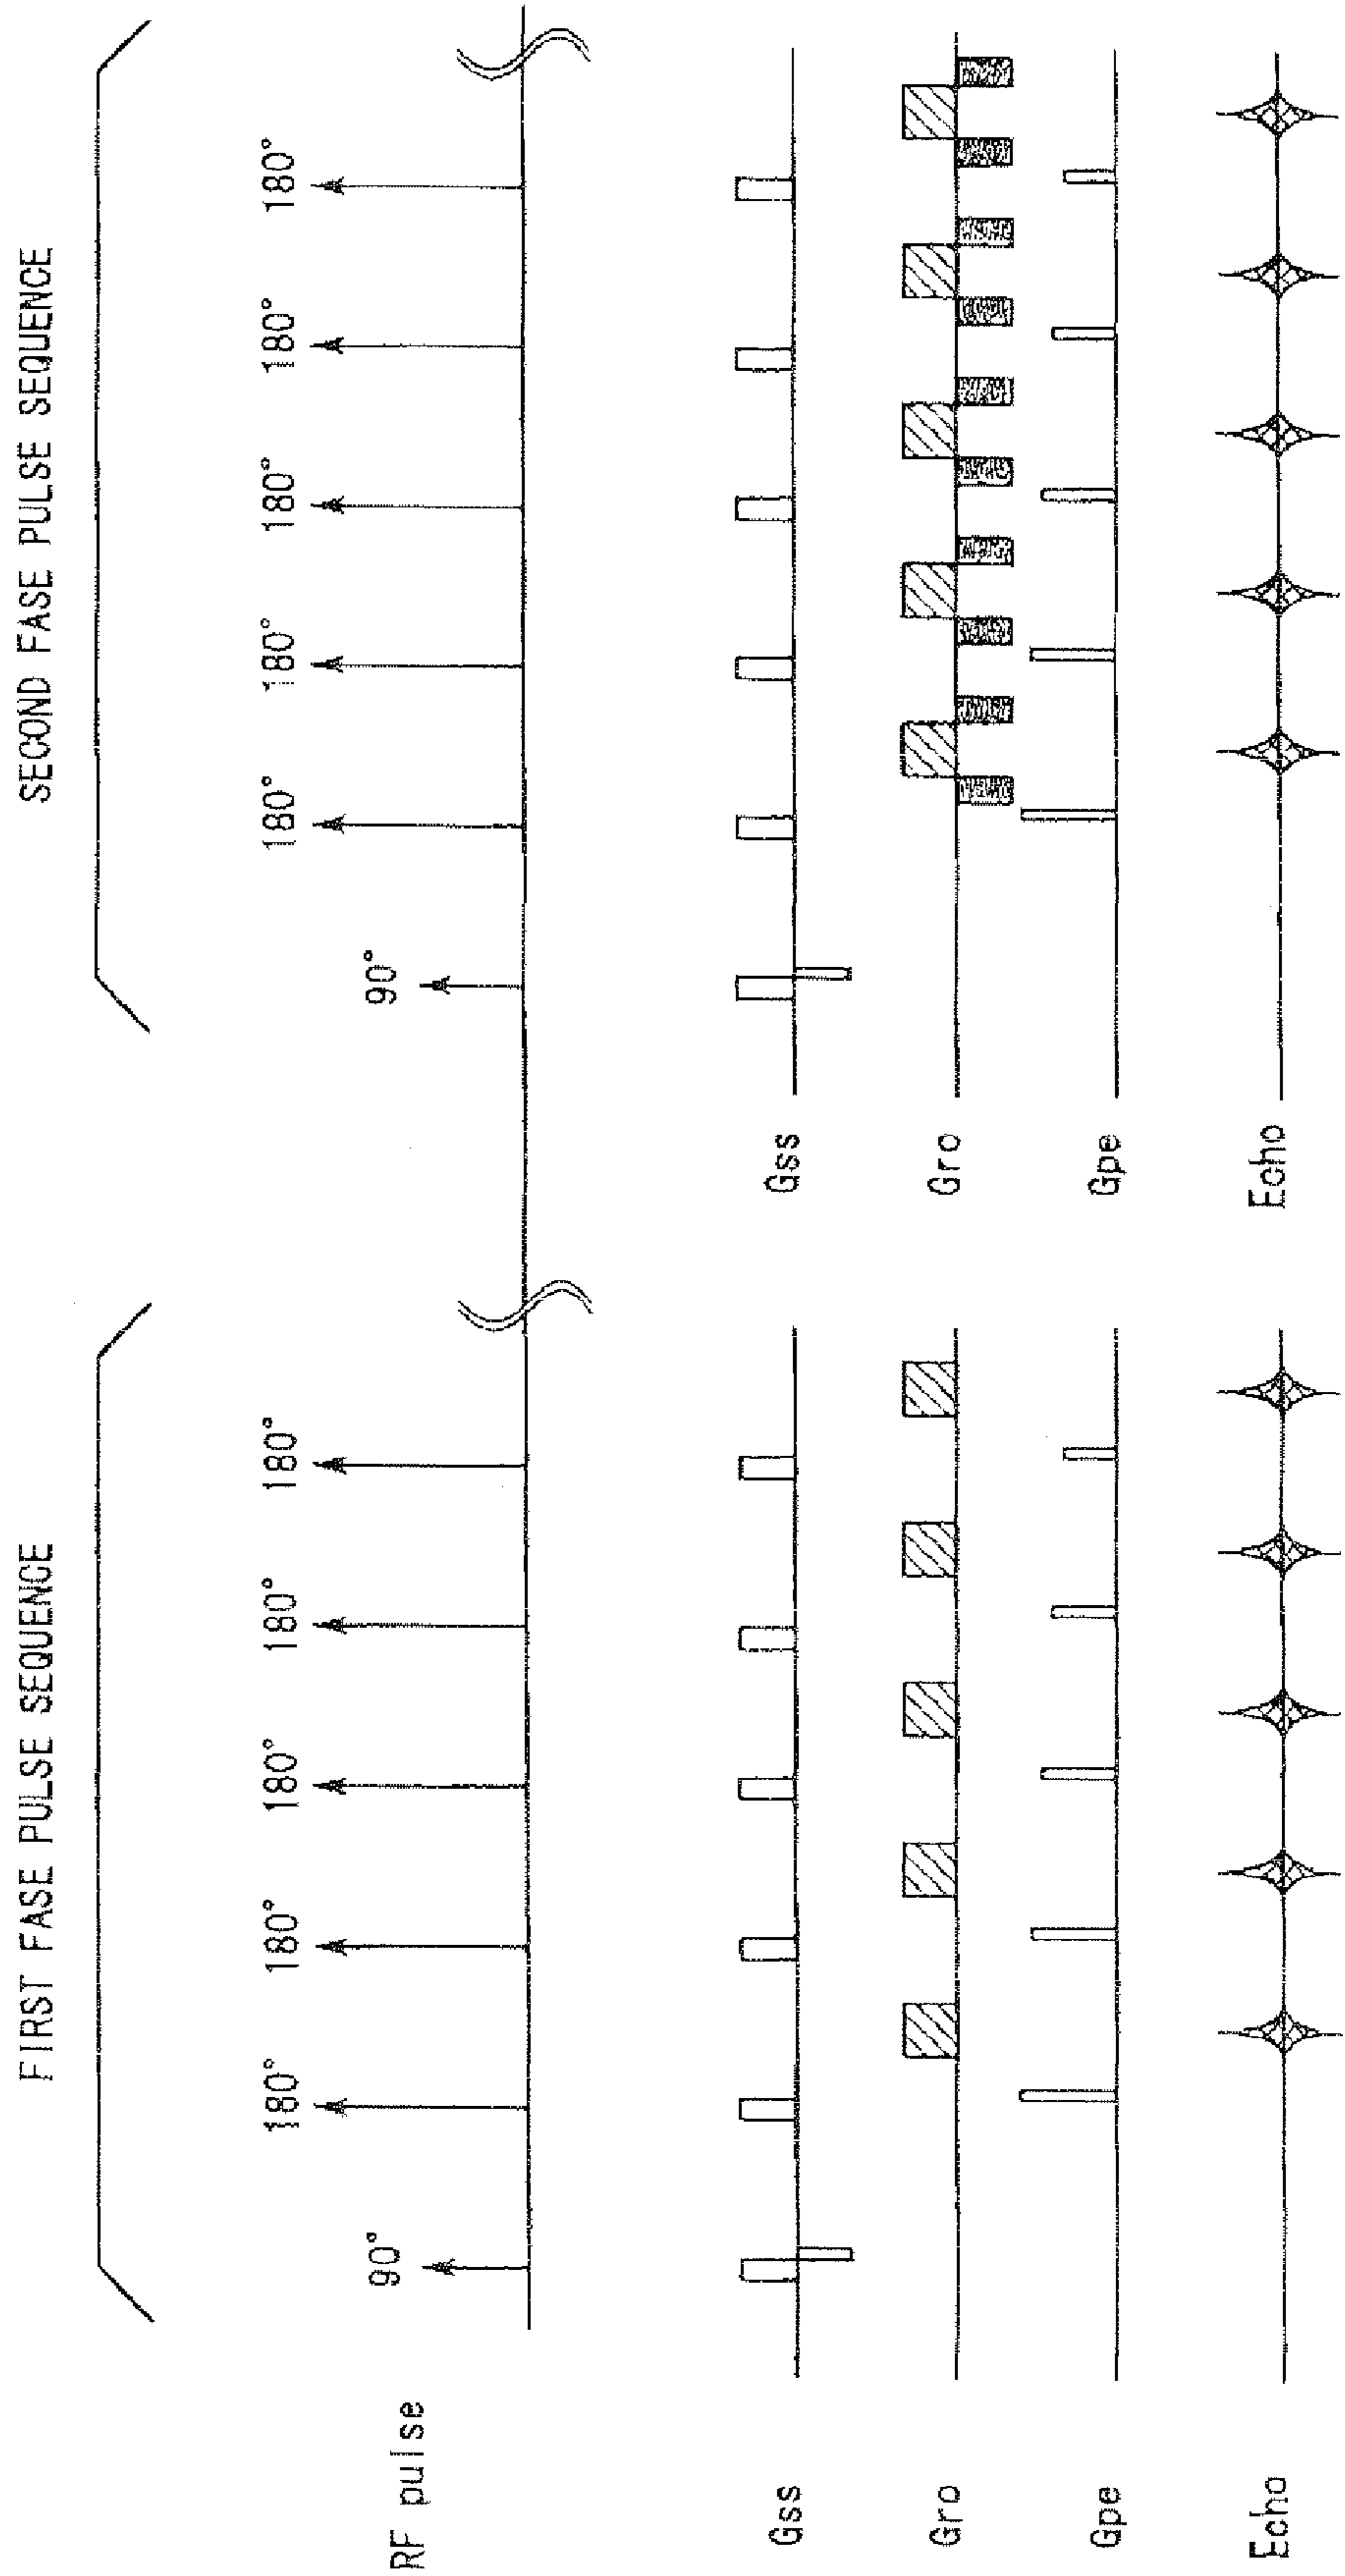 FIRST FASE PULSE SEQUENCE
SECOND FASE PULSE SEQUENCE
RF pulse
90°
180°
180°
180°
180°
180°
90°
180°
180°
180°
180°
180°
Gss
Gss
Gro
Gro
Gpe
Gpe
Echo
Echo